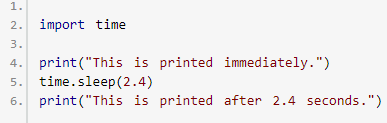 1.
2. import time
3.
4. print("This is printed immediately.")
5. time.sleep(2.4)
6. print("This is printed after 2.4 seconds.")